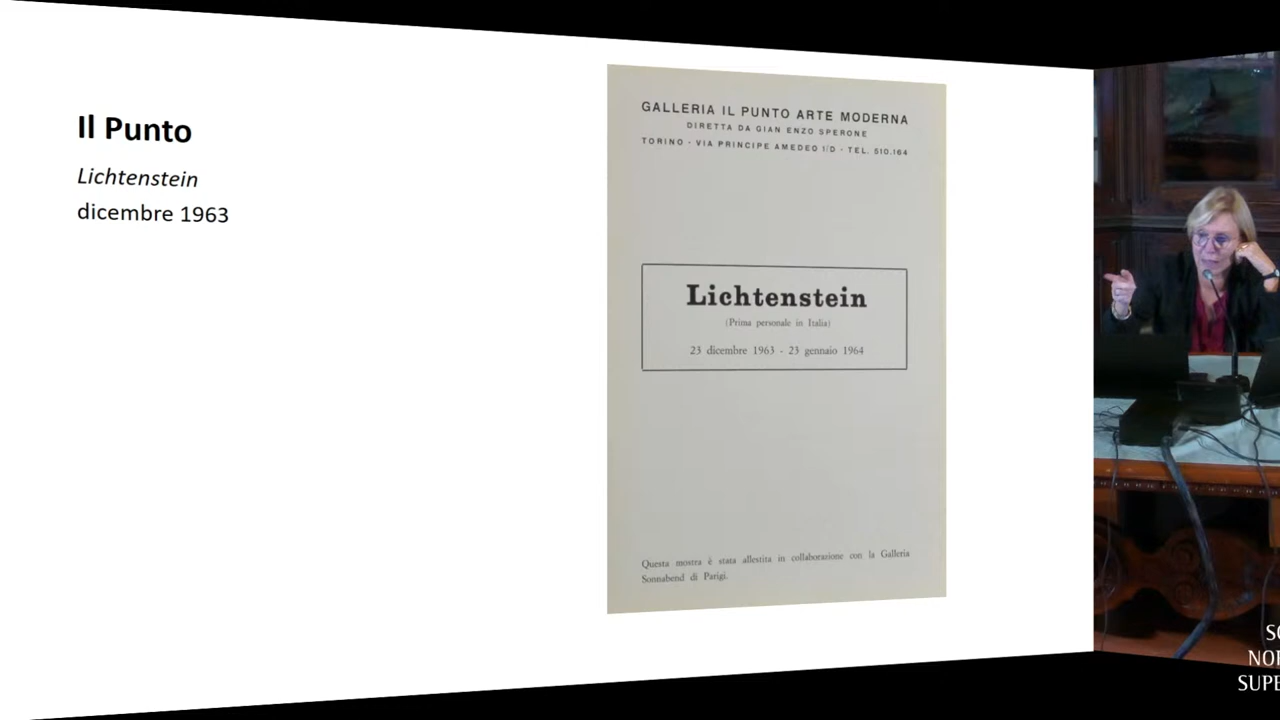 Il Punto
Lichtenstein
dicembre 1963
GALLERIA IL PUNTO ARTE MODERNA
DIRETTA DA GIAN ENZO SPERONE
TORINO - VIA PRINCIPE AMEDEO 1/D - TEL. 510.164
Lichtenstein
(Prima personale in Italia)
23 dicembre 1963 - 23 gennaio 1964
Questa mostra è stata allestita in collaborazione con la Galleria
Sonnabend di Parigi.